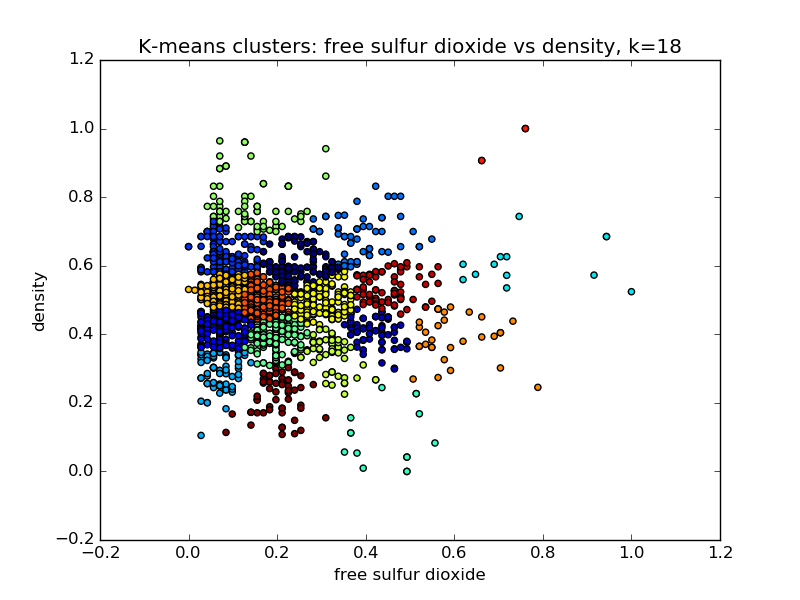 K-means clusters: free sulfur dioxide vs density, k=18
1.2
1.0
0.8
0.6
0.4
0.2
0.0
−0.2
density
−0.2 0.0 0.2 0.4 0.6 0.8 1.0 1.2
free sulfur dioxide